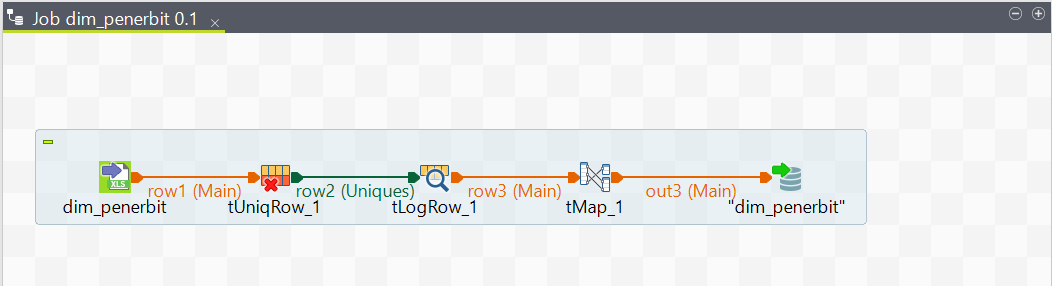 Job dim_penerbit 0.1
XLS
row1 (Main)
row2 (Uniques)
row3 (Main)
out3 (Main)
dim_penerbit
tUniqRow_1
tLogRow_1
tMap_1
"dim_penerbit"